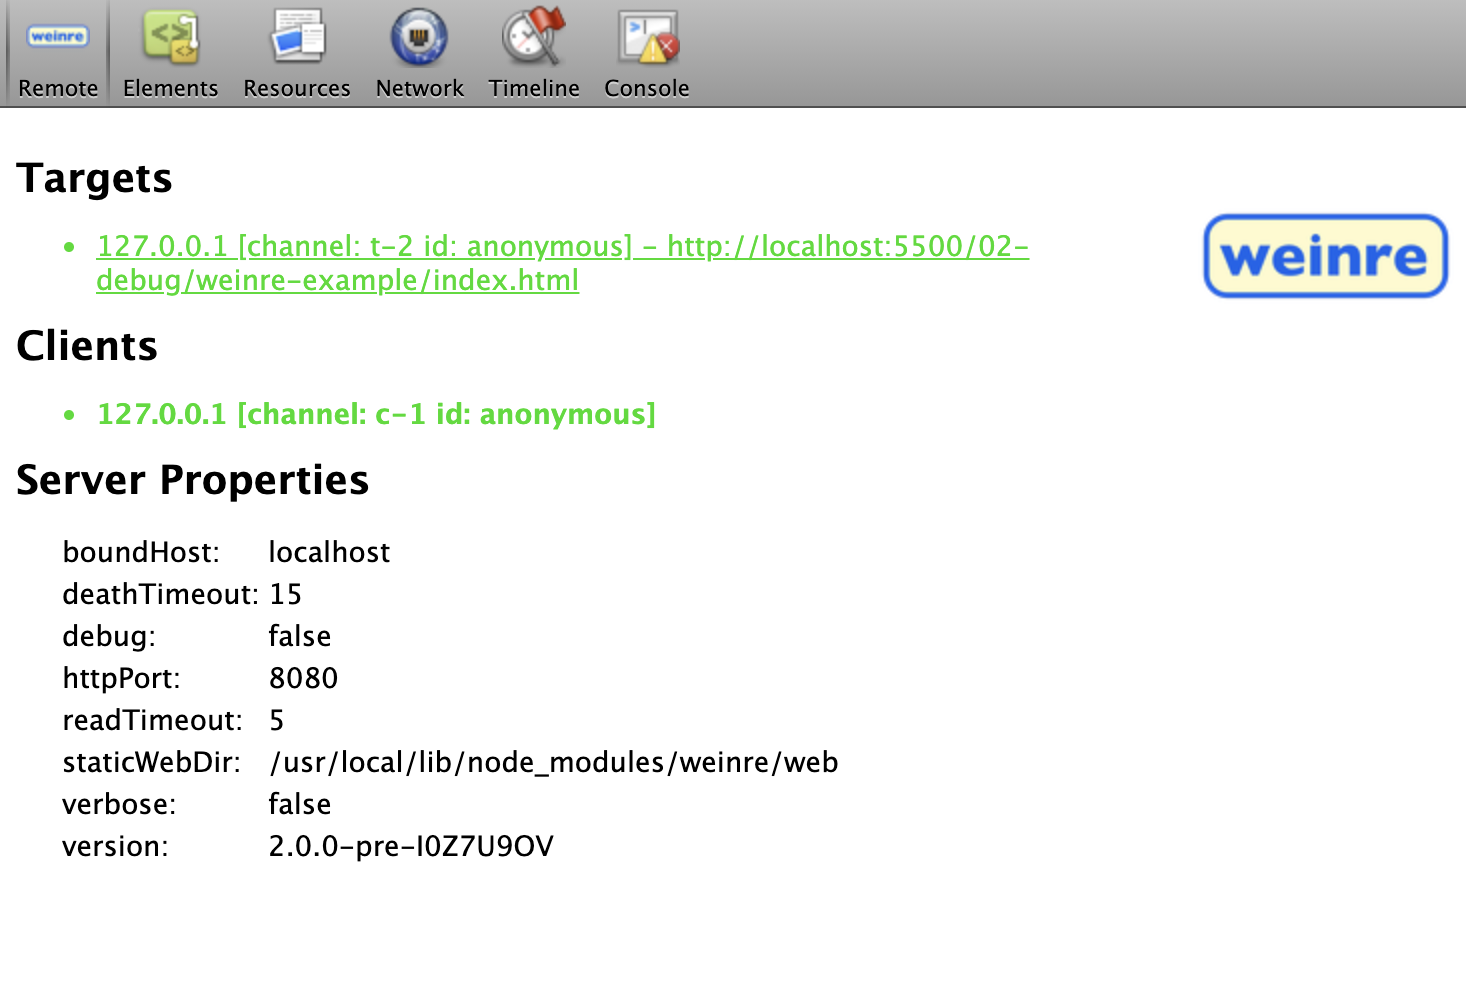 weinre
Remote Elements Resources Network Timeline Console
Targets
• 127.0.0.1 [channel: t-2 id: anonymous] - http://localhost:5500/02-
debug/weinre-example/index.html
weinre
Clients
• 127.0.0.1 [channel: c-1 id: anonymous]
Server Properties
boundHost: localhost
deathTimeout: 15
debug: false
httpPort: 8080
readTimeout: 5
staticWebDir: /usr/local/lib/node_modules/weinre/web
verbose: false
version: 2.0.0-pre-I0Z7U9OV